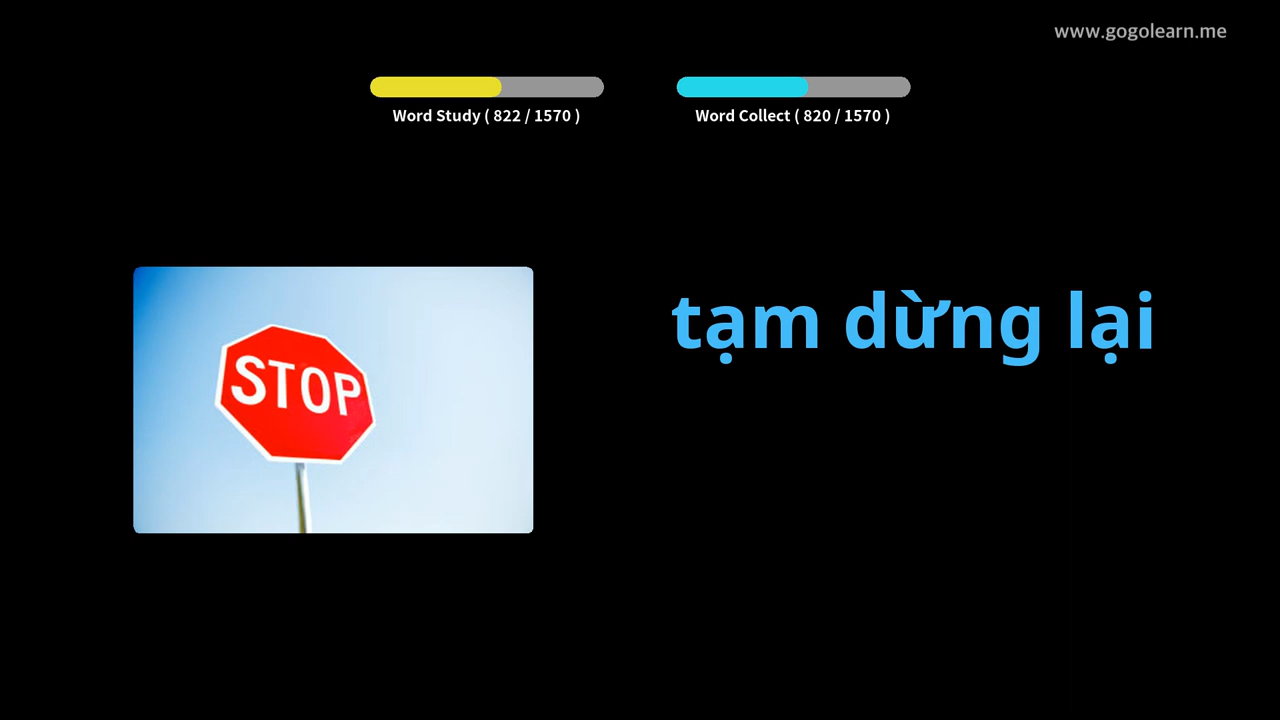 www.gogolearn.me
Word Study ( 822 / 1570 )
Word Collect ( 820 / 1570 )
tạm dừng lại
STOP